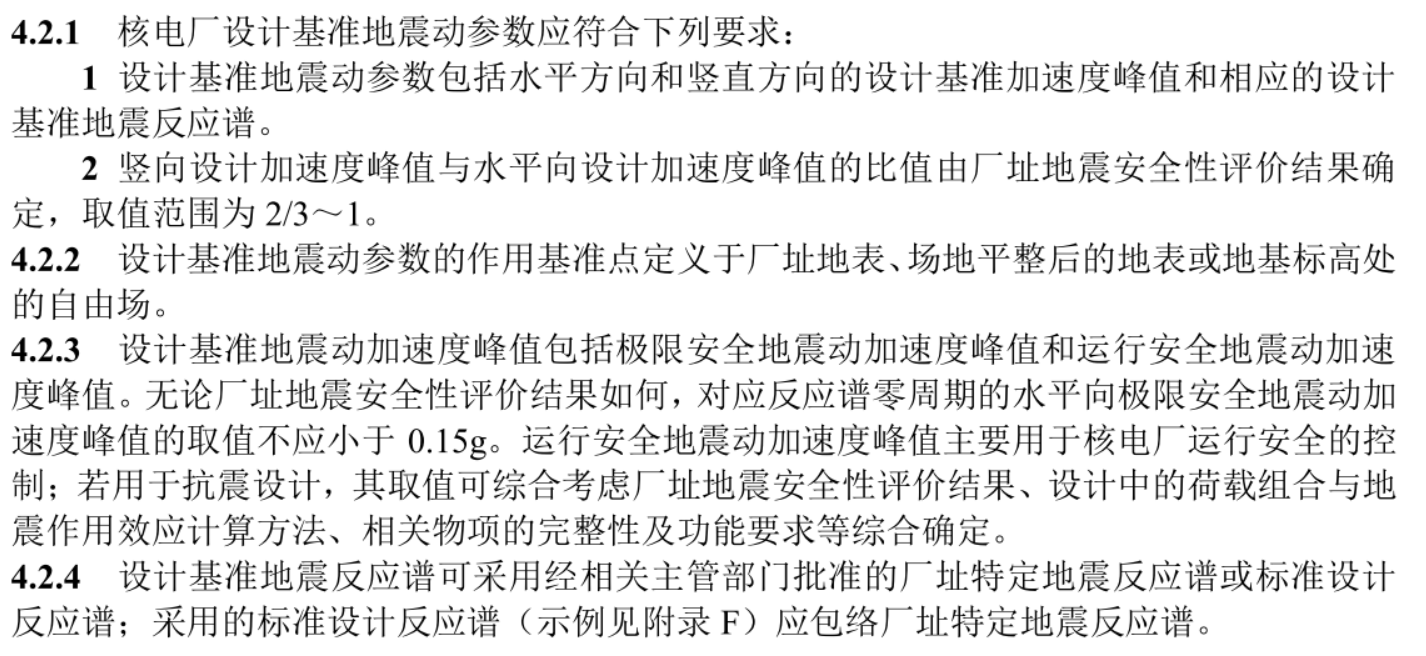 4.2.1 核电厂设计基准地震动参数应符合下列要求：
1 设计基准地震动参数包括水平方向和竖直方向的设计基准加速度峰值和相应的设计
基准地震反应谱。
2 竖向设计加速度峰值与水平向设计加速度峰值的比值由厂址地震安全性评价结果确
定，取值范围为 2/3～1。
4.2.2 设计基准地震动参数的作用基准点定义于厂址地表、场地平整后的地表或地基标高处
的自由场。
4.2.3 设计基准地震动加速度峰值包括极限安全地震动加速度峰值和运行安全地震动加速
度峰值。无论厂址地震安全性评价结果如何，对应反应谱零周期的水平向极限安全地震动加
速度峰值的取值不应小于 0.15g。运行安全地震动加速度峰值主要用于核电厂运行安全的控
制；若用于抗震设计，其取值可综合考虑厂址地震安全性评价结果、设计中的荷载组合与地
震作用效应计算方法、相关物项的完整性及功能要求等综合确定。
4.2.4 设计基准地震反应谱可采用经相关主管部门批准的厂址特定地震反应谱或标准设计
反应谱；采用的标准设计反应谱（示例见附录 F）应包络厂址特定地震反应谱。